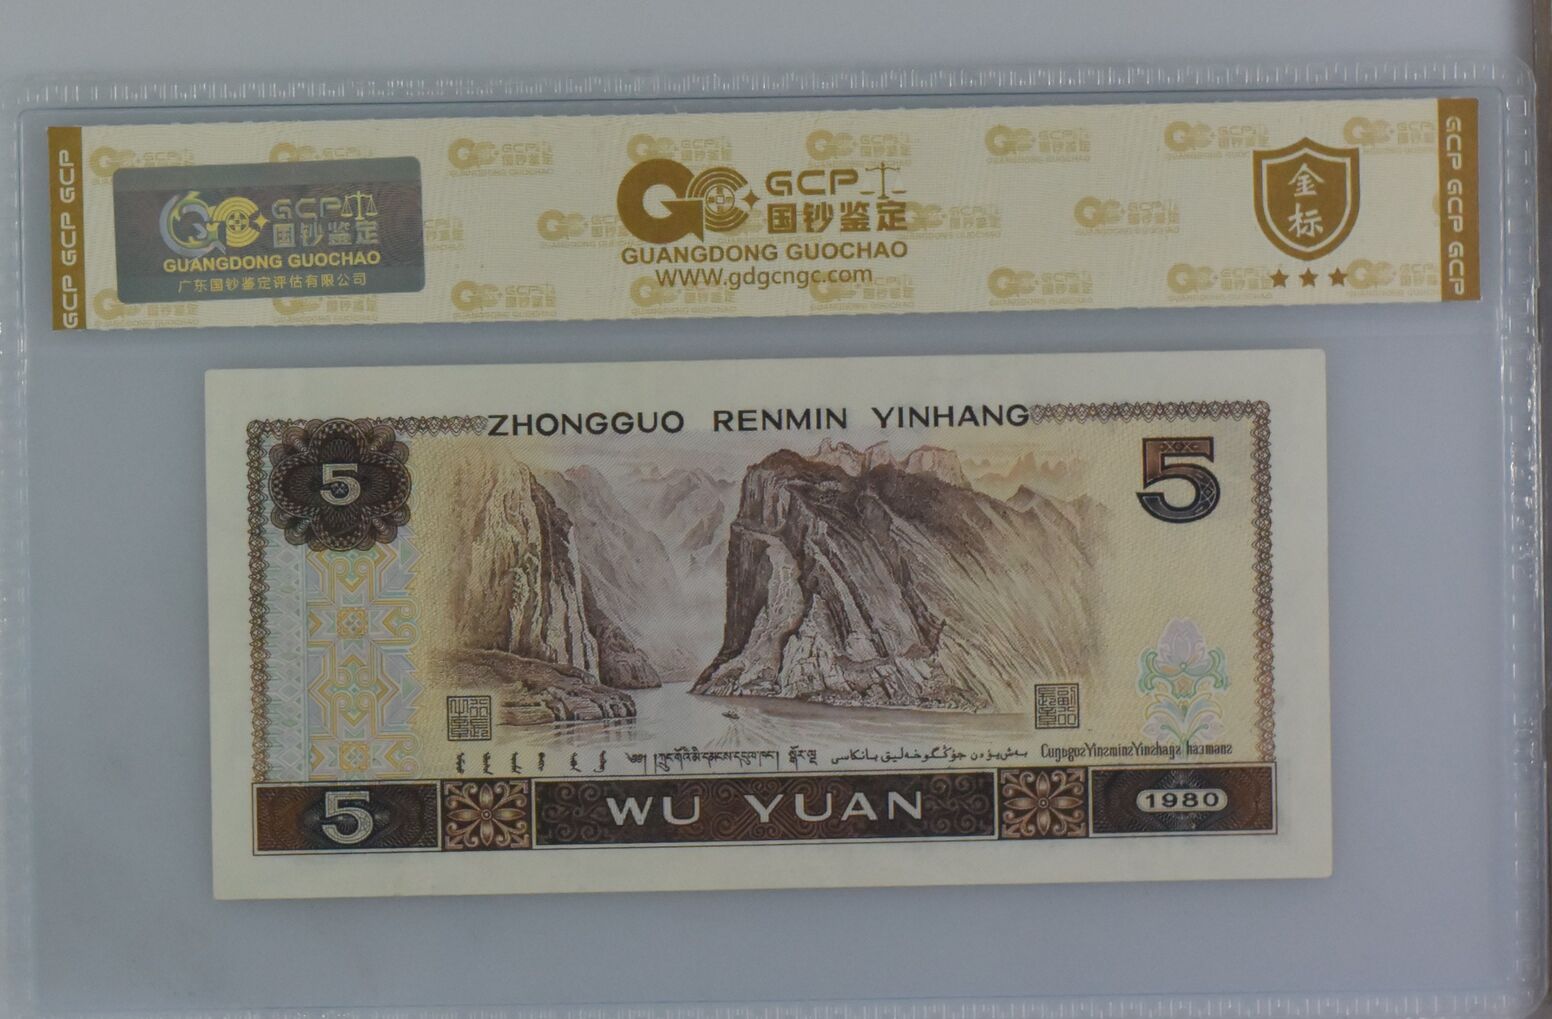 GCP GCP GCP
GCP
国钞鉴定
GUANGDONG GUOCHAO
广东国钞鉴定评估有限公司
GCP
国钞鉴定
GUANGDONG GUOCHAO
WWW.gdgcngc.com
金标
GCP GCP GCP
ZHONGGUO RENMIN YINHANG
5
5
5
WU YUAN
1980